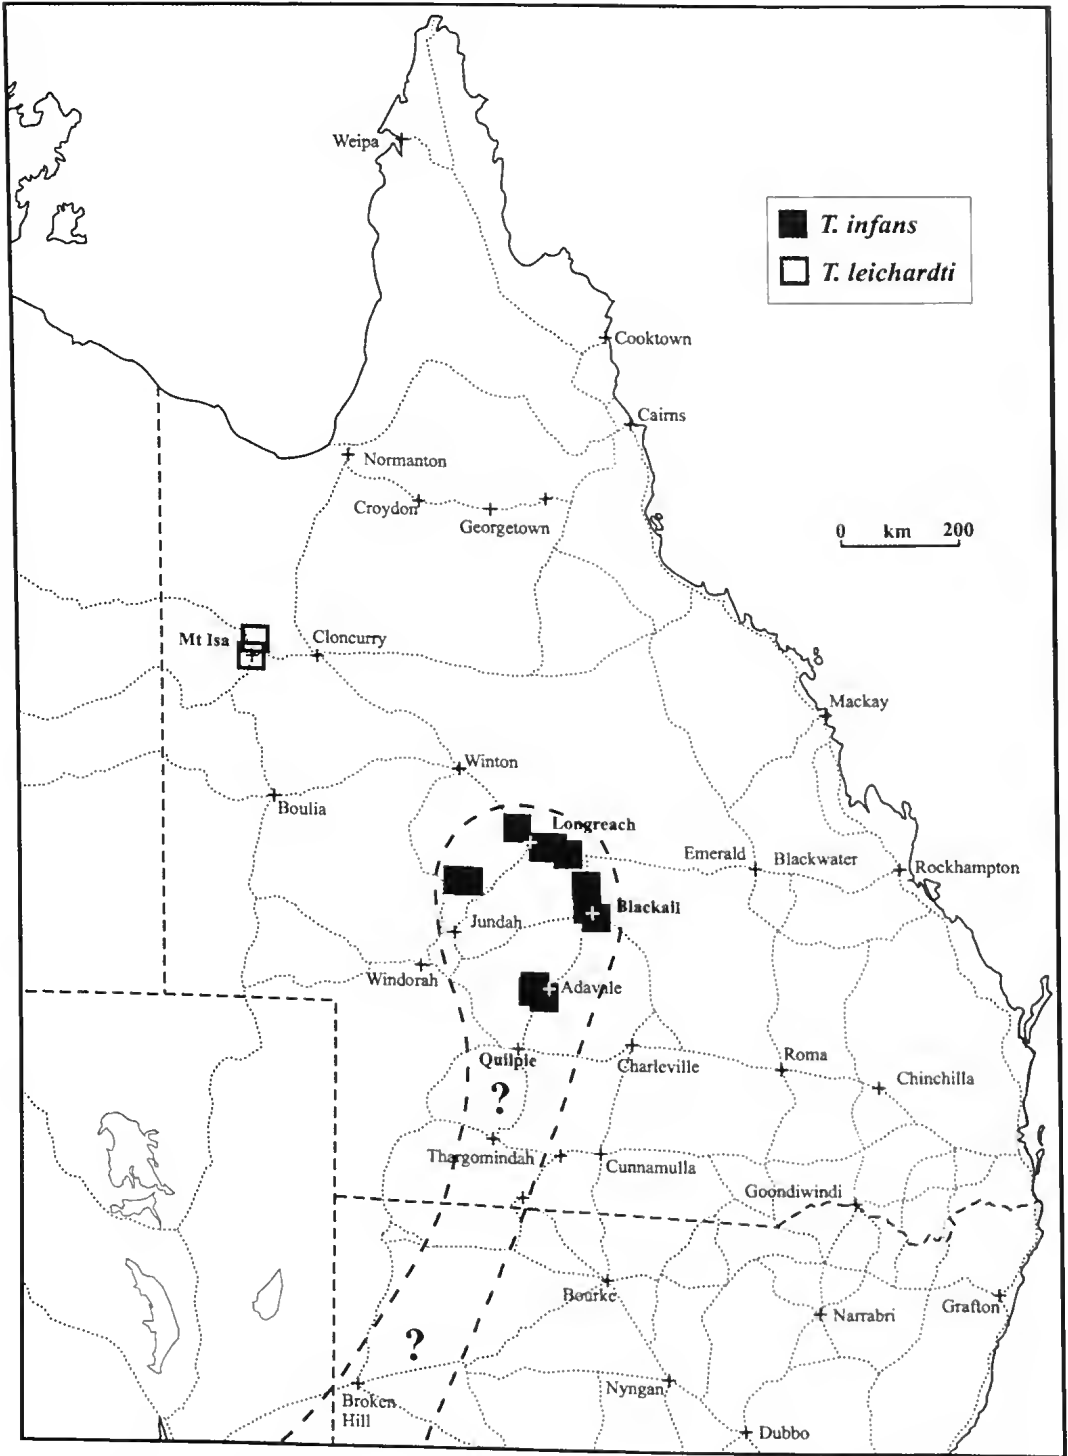 Weipa
T. infans
T. leichardti
Cooktown
Cairns
Normanton
Croydon
Georgetown
0 km 200
Mt Isa
Cloncurry
Mackay
Winton
Boulia
Longreach
Emerald
Blackwater
Rockhampton
Blackall
Jundah
Windorah
Adavale
Quilpie
Charleville
Roma
Chinchilla
?
Thargomindah
Cunnamulla
Goondiwindi
Bourke
Narrabri
Grafton
?
Broken
Hill
Nyngan
Dubbo